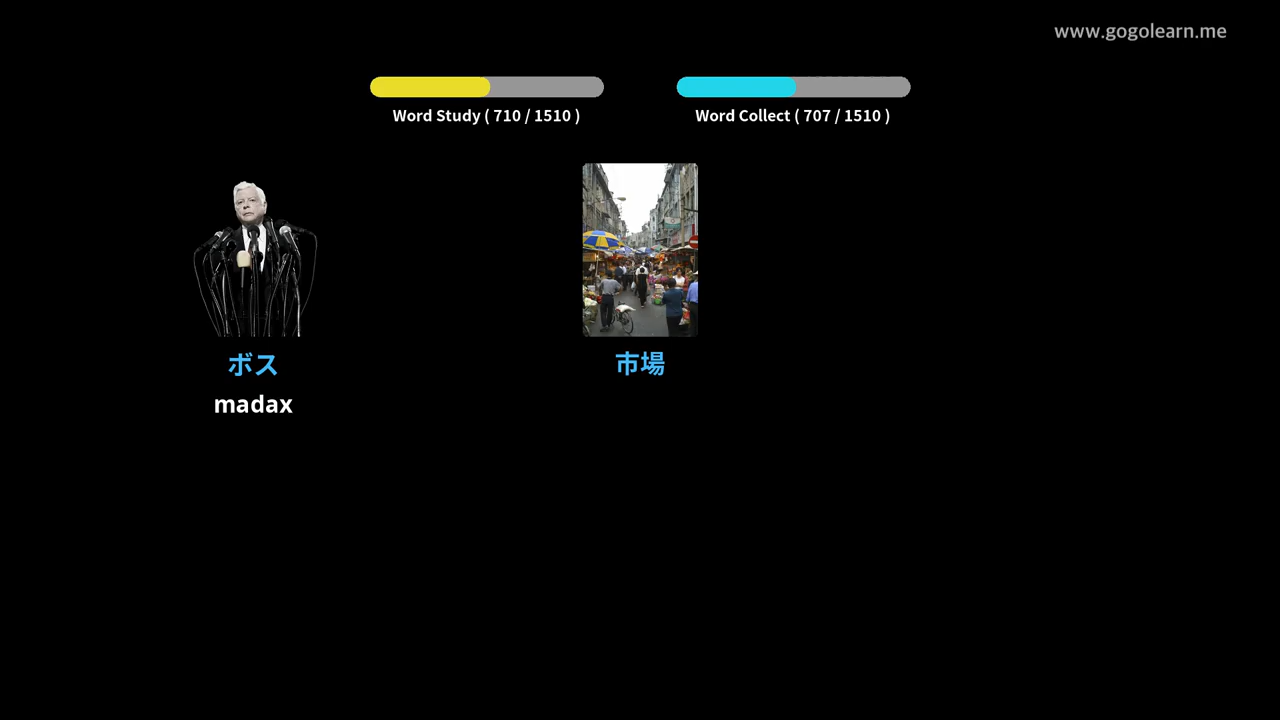 www.gogolearn.me
Word Study ( 710 / 1510 )
Word Collect ( 707 / 1510 )
ボス
市場
madax